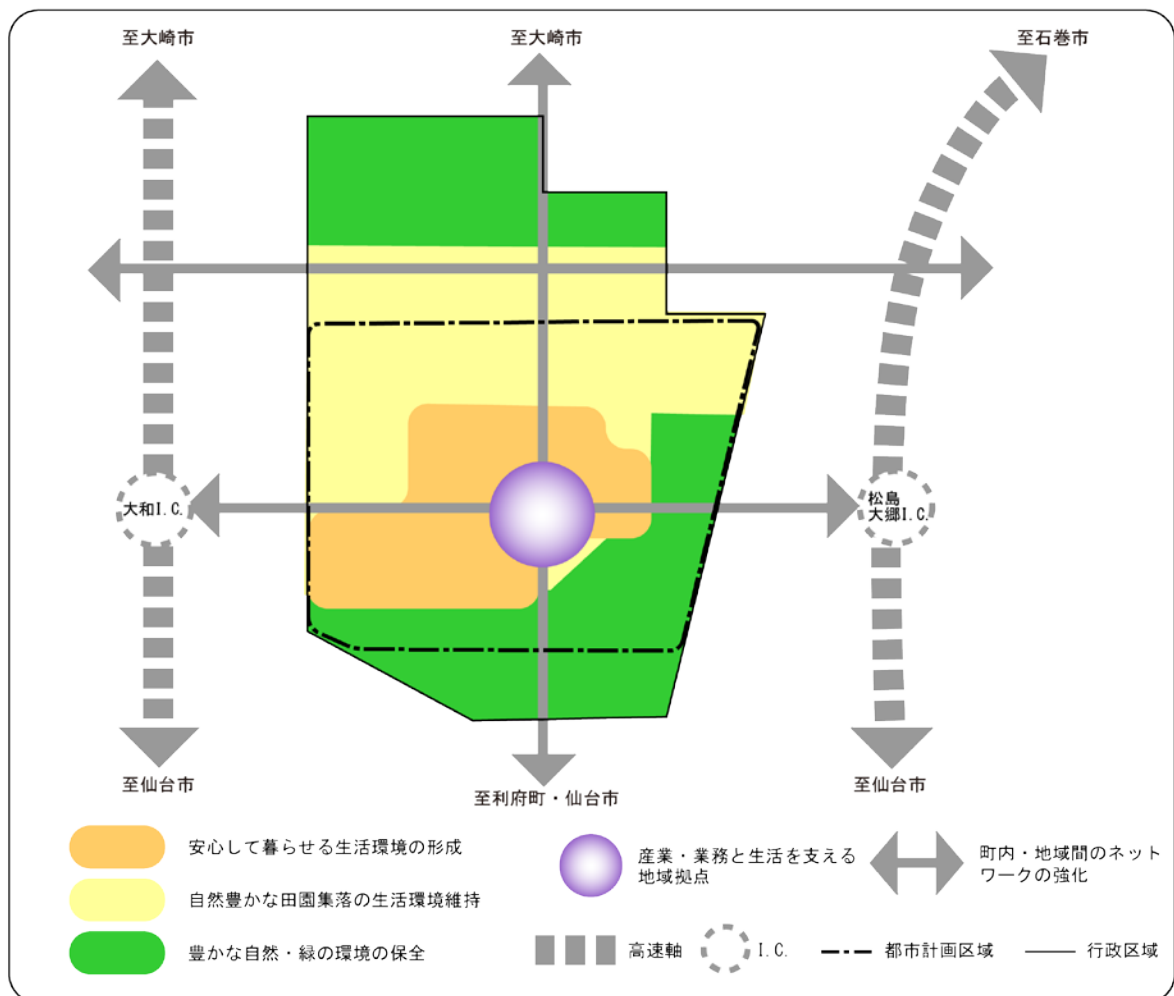 至大崎市
至大崎市
至石巻市
大和I.C.
松島
大郷I.C.
至仙台市
至利府町・仙台市
至仙台市
安心して暮らせる生活環境の形成
自然豊かな田園集落の生活環境維持
豊かな自然・緑の環境の保全
産業・業務と生活を支える
地域拠点
町内・地域間のネット
ワークの強化
高速軸
I.C.
都市計画区域
行政区域